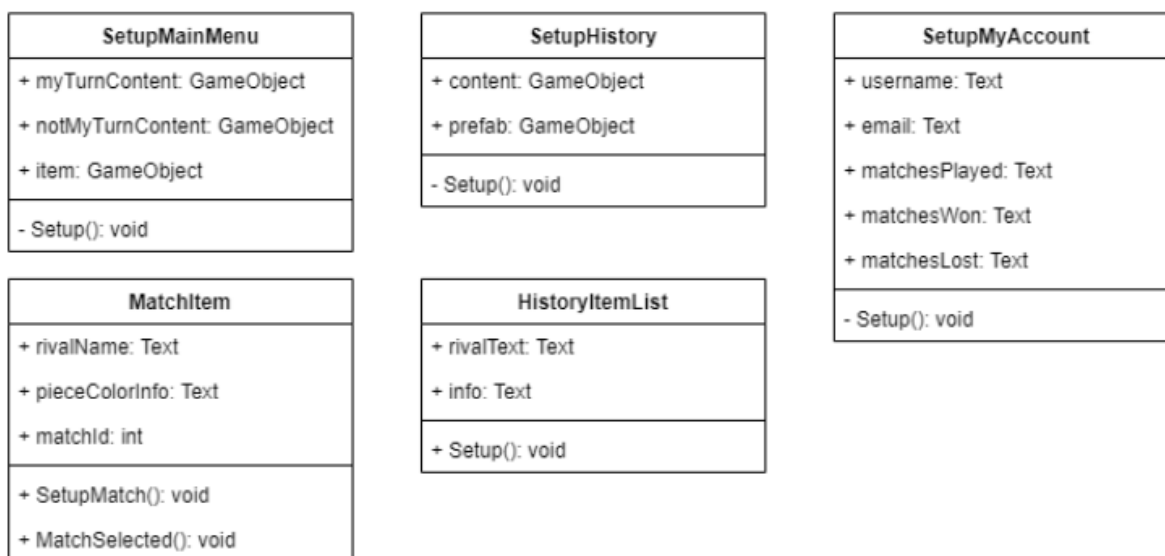 SetupMainMenu
+ myTurnContent: GameObject
+ notMyTurnContent: GameObject
+ item: GameObject
- Setup(): void
SetupHistory
+ content: GameObject
+ prefab: GameObject
- Setup(): void
SetupMyAccount
+ username: Text
+ email: Text
+ matchesPlayed: Text
+ matchesWon: Text
+ matchesLost: Text
- Setup(): void
MatchItem
+ rivalName: Text
+ pieceColorInfo: Text
+ matchId: int
+ SetupMatch(): void
+ MatchSelected(): void
HistoryItemList
+ rivalText: Text
+ info: Text
+ Setup(): void